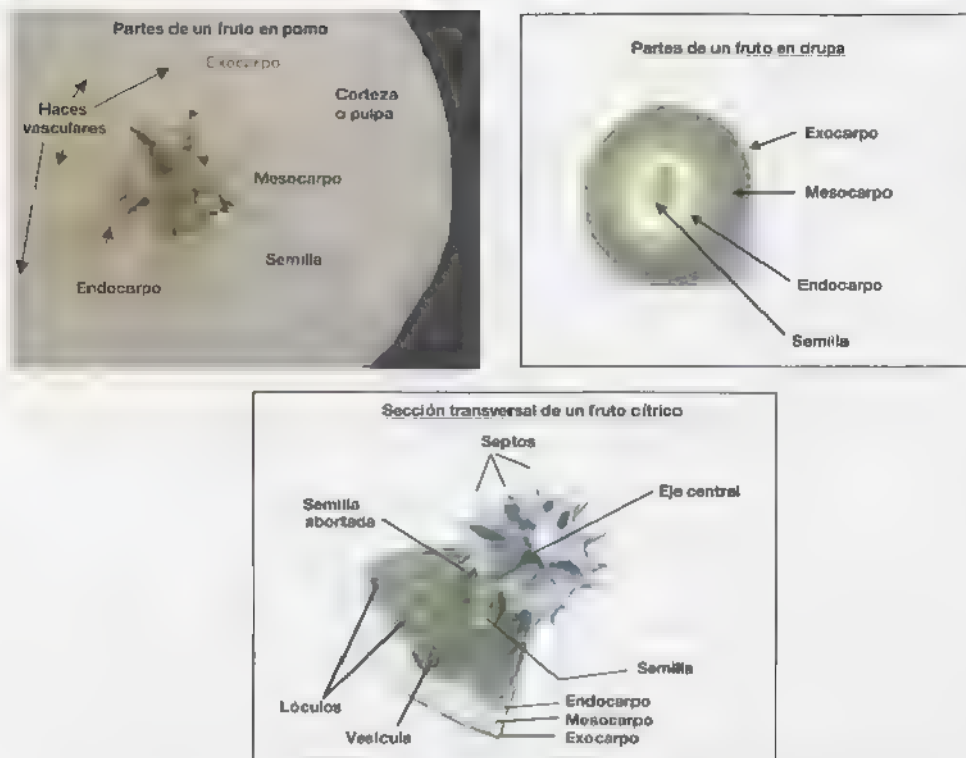 Partes de un fruto en pomo
Exocarpo
Haces
vasculares
Corteza
o pulpa
Mesocarpo
Semilla
Endocarpo
Partes de un fruto en drupa
Exocarpo
Mesocarpo
Endocarpo
Semilla
Sección transversal de un fruto cítrico
Septos
Eje central
Semilla
abortada
Semilla
Lóculos
Endocarpo
Mesocarpo
Vesícula
Exocarpo